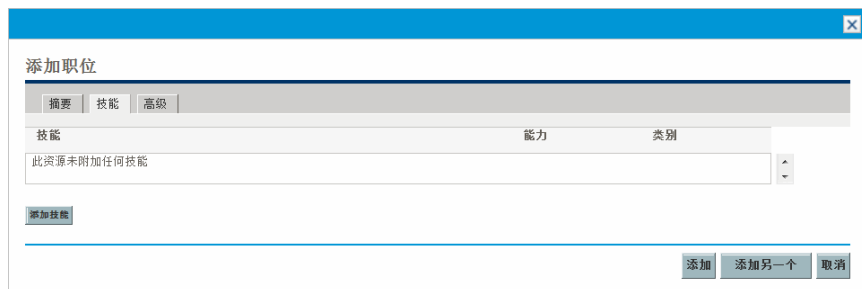 添加职位
摘要 技能 高级
技能 能力 类别
此资源未附加任何技能
添加技能
添加 添加另一个 取消